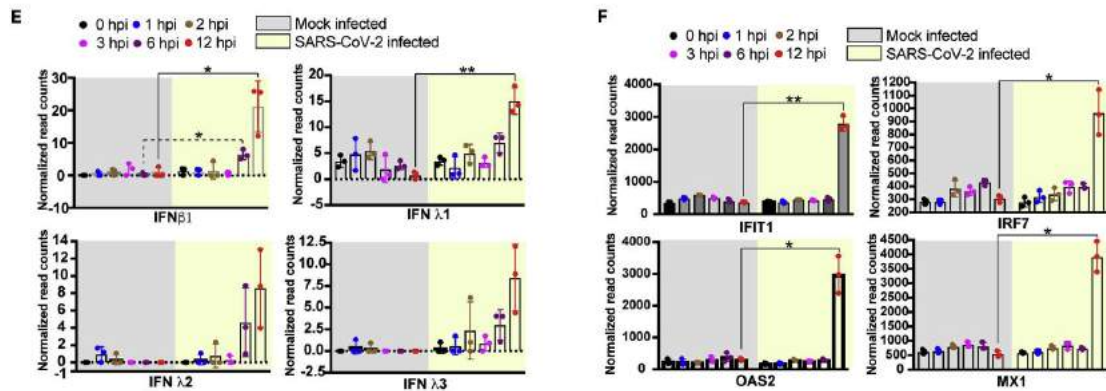 E
0 hpi 1 hpi 2 hpi Mock infected
3 hpi 6 hpi 12 hpi SARS-CoV-2 infected
Normalized read counts
30
20
10
0
-10
*
*
IFNβ1
Normalized read counts
20
15
10
5
0
-5
**
IFN λ1
Normalized read counts
14
12
10
8
6
4
2
0
-1
IFN λ2
Normalized read counts
12.5
10.0
7.5
5.0
2.5
0
-1
IFN λ3
F
0 hpi 1 hpi 2 hpi Mock infected
3 hpi 6 hpi 12 hpi SARS-CoV-2 infected
Normalized read counts
4000
3000
2000
1000
0
**
IFIT1
Normalized read counts
1200
1100
1000
900
800
700
600
500
400
300
200
*
IRF7
Normalized read counts
4000
3000
2000
1000
0
*
OAS2
Normalized read counts
4500
4000
3500
3000
2500
2000
1500
1000
500
0
*
MX1